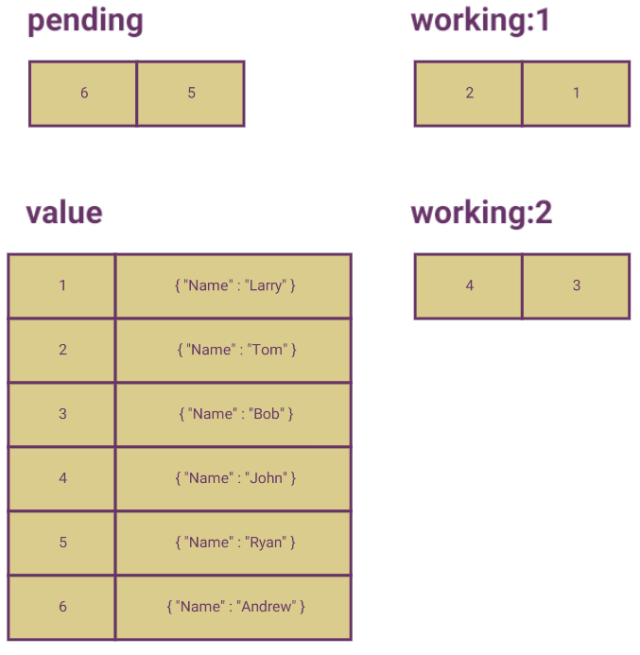 pending
6 5
working:1
2 1
value
1 { "Name" : "Larry" }
2 { "Name" : "Tom" }
3 { "Name" : "Bob" }
4 { "Name" : "John" }
5 { "Name" : "Ryan" }
6 { "Name" : "Andrew" }
working:2
4 3